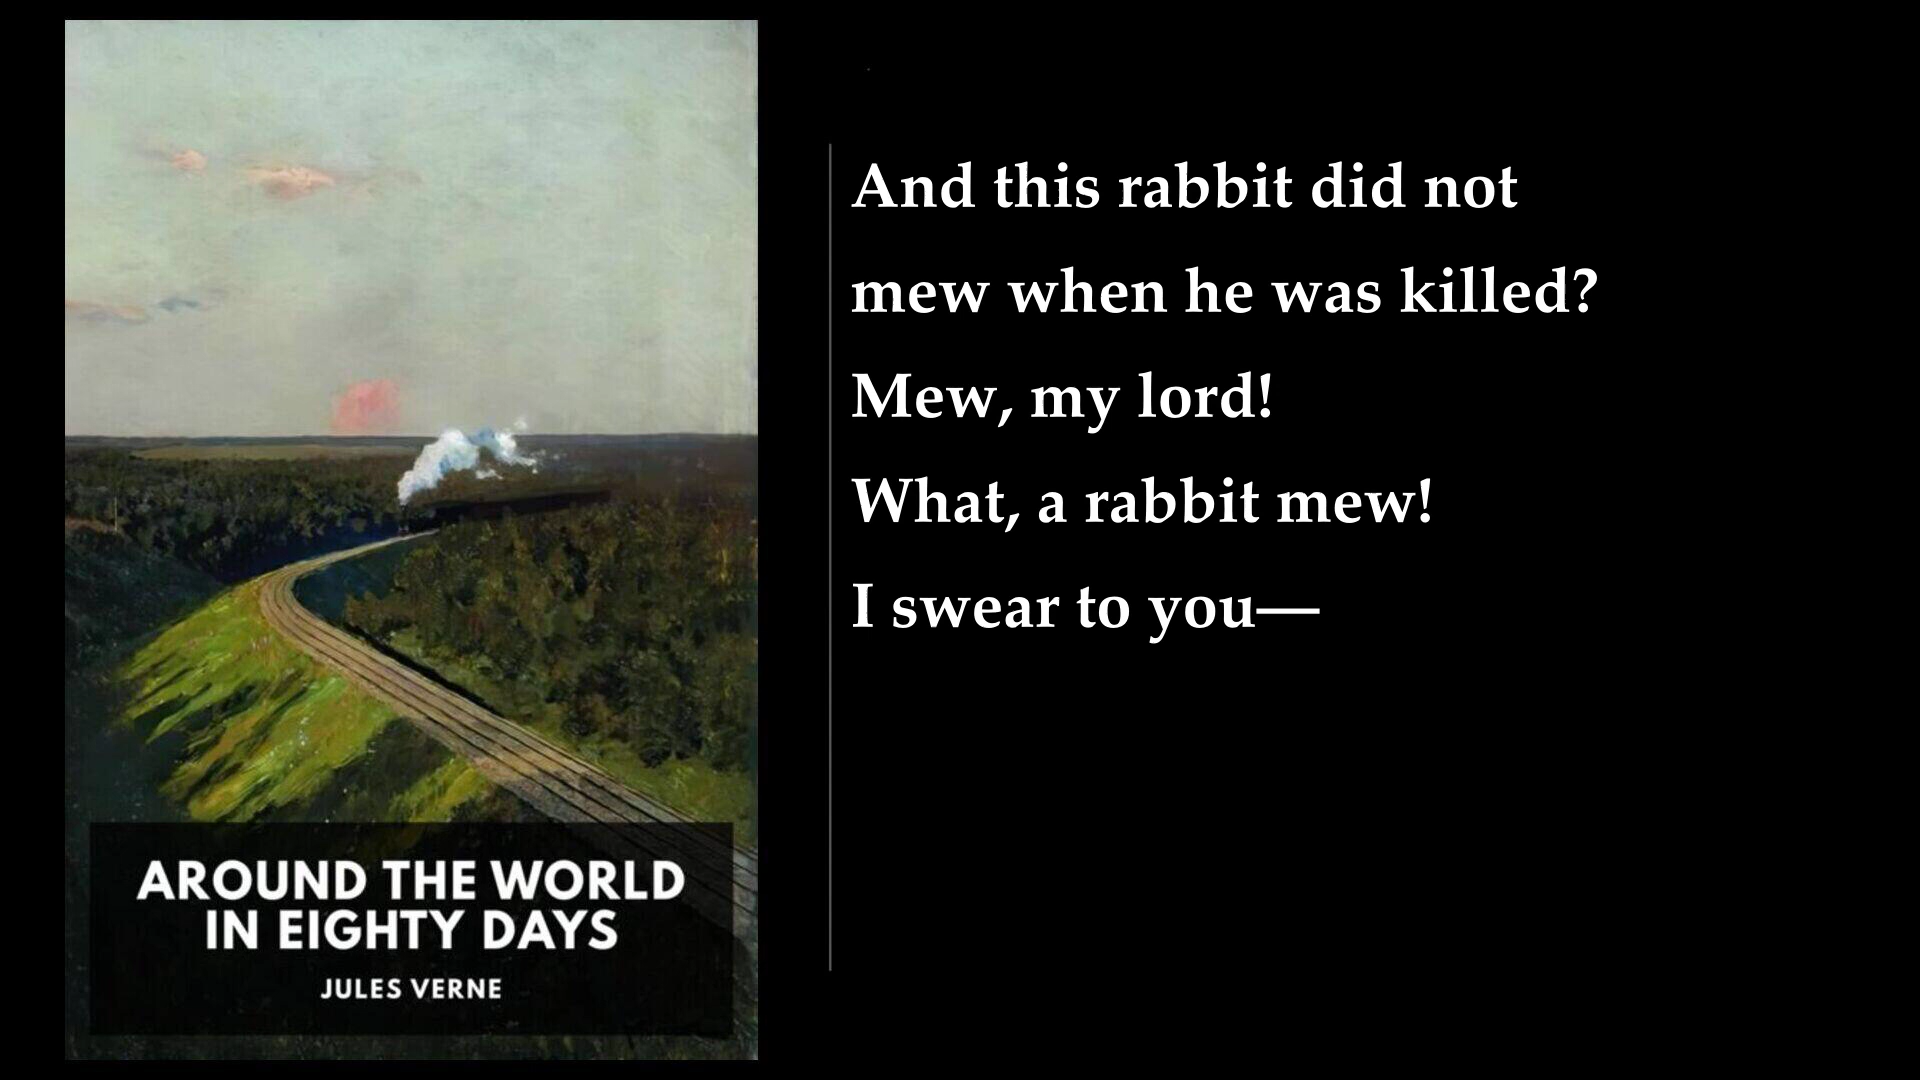 And this rabbit did not
mew when he was killed?
Mew, my lord!
What, a rabbit mew!
I swear to you—
AROUND THE WORLD
IN EIGHTY DAYS
JULES VERNE